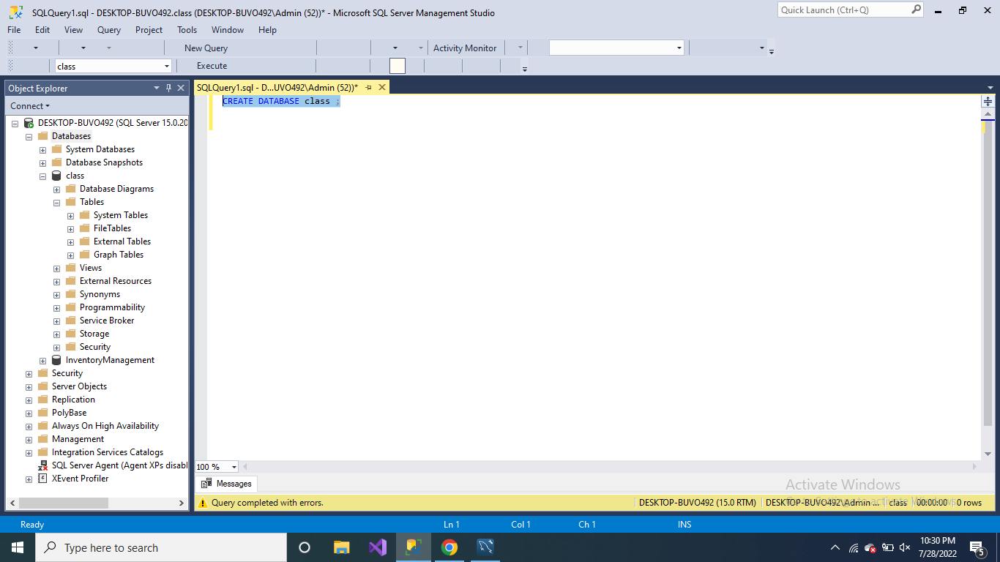 SQLQuery1.sql - DESKTOP-BUVO492.class (DESKTOP-BUVO492\Admin (52))* - Microsoft SQL Server Management Studio
Quick Launch (Ctrl+Q)
File Edit View Query Project Tools Window Help
New Query Activity Monitor
class Execute
Object Explorer
Connect
DESKTOP-BUVO492 (SQL Server 15.0.20
Databases
System Databases
Database Snapshots
class
Database Diagrams
Tables
System Tables
FileTables
External Tables
Graph Tables
Views
External Resources
Synonyms
Programmability
Service Broker
Storage
Security
InventoryManagement
Security
Server Objects
Replication
PolyBase
Always On High Availability
Management
Integration Services Catalogs
SQL Server Agent (Agent XPs disabl
XEvent Profiler
SQLQuery1.sql - D...UVO492\Admin (52))*
CREATE DATABASE class ;
100 %
Messages
Activate Windows
Go to Settings to activate Windows.
Query completed with errors. DESKTOP-BUVO492 (15.0 RTM) DESKTOP-BUVO492\Admin ... class 00:00:00 0 rows
Ready Ln 1 Col 1 Ch 1 INS
Type here to search
10:30 PM
7/28/2022
5